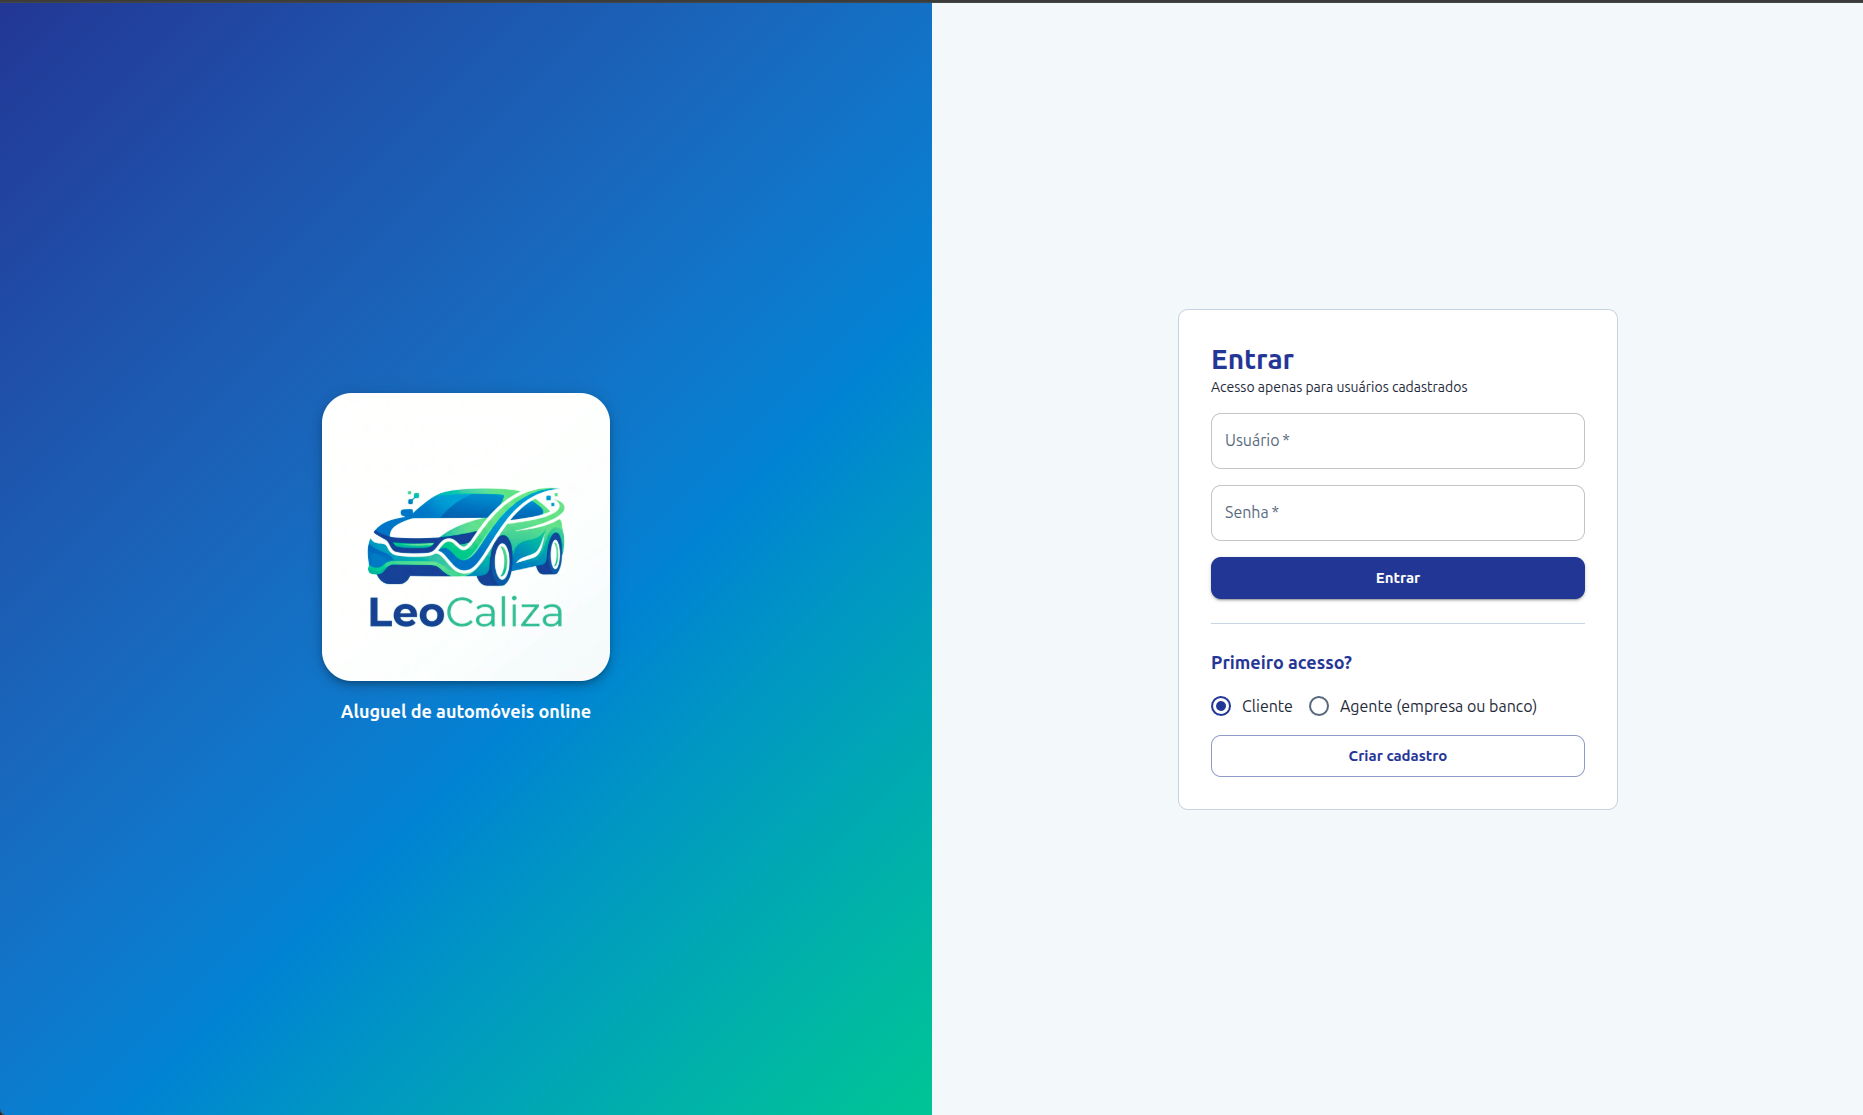 LeoCaliza
Aluguel de automóveis online
Entrar
Acesso apenas para usuários cadastrados
Usuário *
Senha *
Entrar
Primeiro acesso?
Cliente
Agente (empresa ou banco)
Criar cadastro